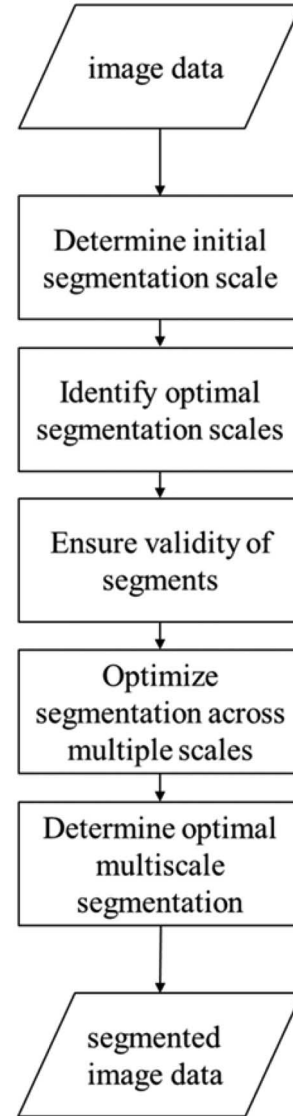 image data
Determine initial
segmentation scale
Identify optimal
segmentation scales
Ensure validity of
segments
Optimize
segmentation across
multiple scales
Determine optimal
multiscale
segmentation
segmented
image data